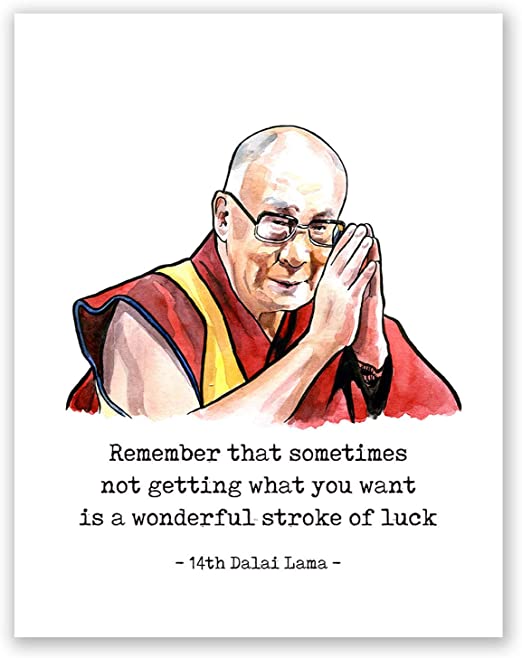 Remember that sometimes
not getting what you want
is a wonderful stroke of luck
- 14th Dalai Lama -